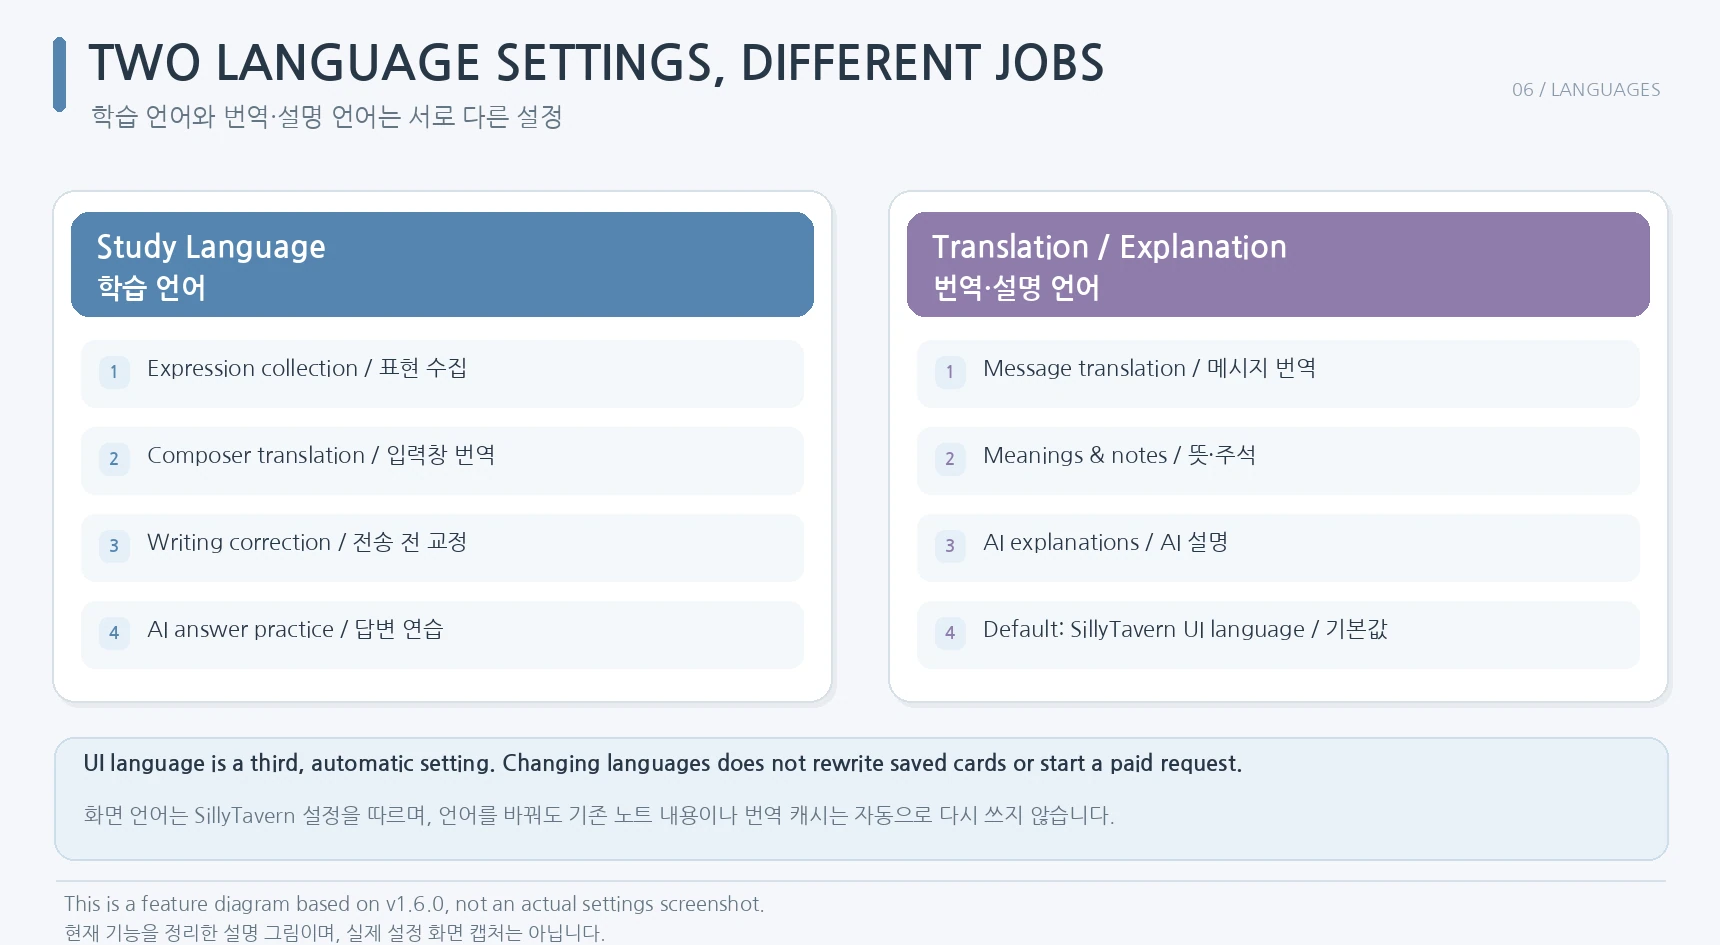 TWO LANGUAGE SETTINGS, DIFFERENT JOBS
학습 언어와 번역·설명 언어는 서로 다른 설정
06 / LANGUAGES
Study Language
학습 언어
1 Expression collection / 표현 수집
2 Composer translation / 입력창 번역
3 Writing correction / 전송 전 교정
4 AI answer practice / 답변 연습
Translation / Explanation
번역·설명 언어
1 Message translation / 메시지 번역
2 Meanings & notes / 뜻·주석
3 AI explanations / AI 설명
4 Default: SillyTavern UI language / 기본값
UI language is a third, automatic setting. Changing languages does not rewrite saved cards or start a paid request.
화면 언어는 SillyTavern 설정을 따르며, 언어를 바꿔도 기존 노트 내용이나 번역 캐시는 자동으로 다시 쓰지 않습니다.
This is a feature diagram based on v1.6.0, not an actual settings screenshot.
현재 기능을 정리한 설명 그림이며, 실제 설정 화면 캡처는 아닙니다.